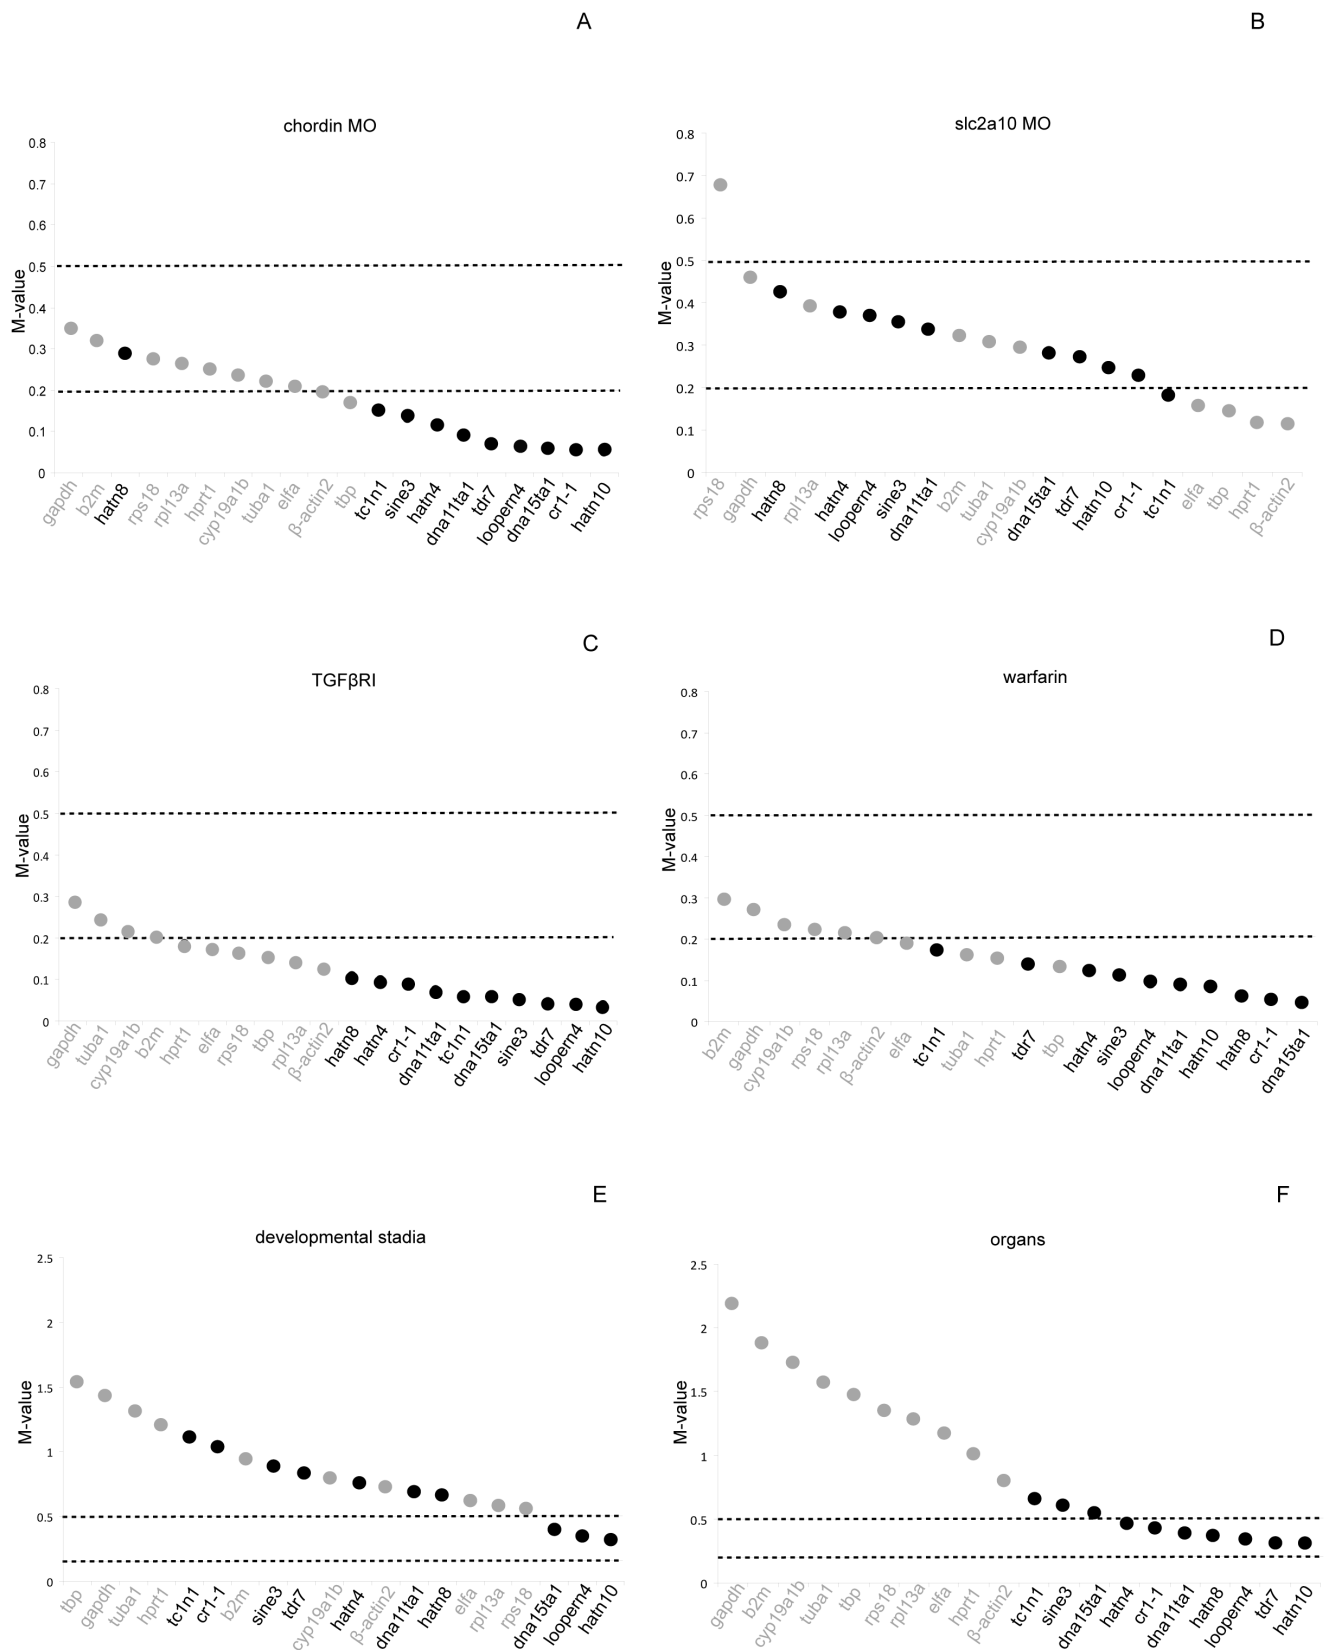 A
chordin MO
0.8
0.7
0.6
0.5
0.4
0.3
0.2
0.1
0
M-value
gapdh
b2m
hatn8
rps18
rpl13a
hprt1
cyp19a1b
tuba1
elfa
β-actin2
tbp
tc1n1
sine3
hatn4
dna11ta1
tdr7
loopern4
dna15ta1
cr1-1
hatn10
B
slc2a10 MO
0.8
0.7
0.6
0.5
0.4
0.3
0.2
0.1
0
M-value
rps18
gapdh
hatn8
rpl13a
hatn4
loopern4
sine3
dna11ta1
b2m
tuba1
cyp19a1b
dna15ta1
tdr7
hatn10
cr1-1
tc1n1
elfa
tbp
hprt1
β-actin2
C
TGFβRI
0.8
0.7
0.6
0.5
0.4
0.3
0.2
0.1
0
M-value
gapdh
tuba1
cyp19a1b
b2m
hprt1
elfa
rps18
tbp
rpl13a
β-actin2
hatn8
hatn4
cr1-1
dna11ta1
tc1n1
dna15ta1
sine3
tdr7
loopern4
hatn10
D
warfarin
0.8
0.7
0.6
0.5
0.4
0.3
0.2
0.1
0
M-value
b2m
gapdh
cyp19a1b
rps18
rpl13a
β-actin2
elfa
tc1n1
tuba1
hprt1
tdr7
tbp
hatn4
sine3
loopern4
dna11ta1
hatn10
hatn8
cr1-1
dna15ta1
E
developmental stadia
2.5
2
1.5
1
0.5
0
M-value
tbp
gapdh
tuba1
hprt1
tc1n1
cr1-1
b2m
sine3
tdr7
cyp19a1b
hatn4
β-actin2
dna11ta1
hatn8
elfa
rpl13a
rps18
dna15ta1
loopern4
hatn10
F
organs
2.5
2
1.5
1
0.5
0
M-value
gapdh
b2m
cyp19a1b
tuba1
tbp
rps18
rpl13a
elfa
hprt1
β-actin2
tc1n1
sine3
dna15ta1
hatn4
cr1-1
dna11ta1
hatn8
loopern4
tdr7
hatn10